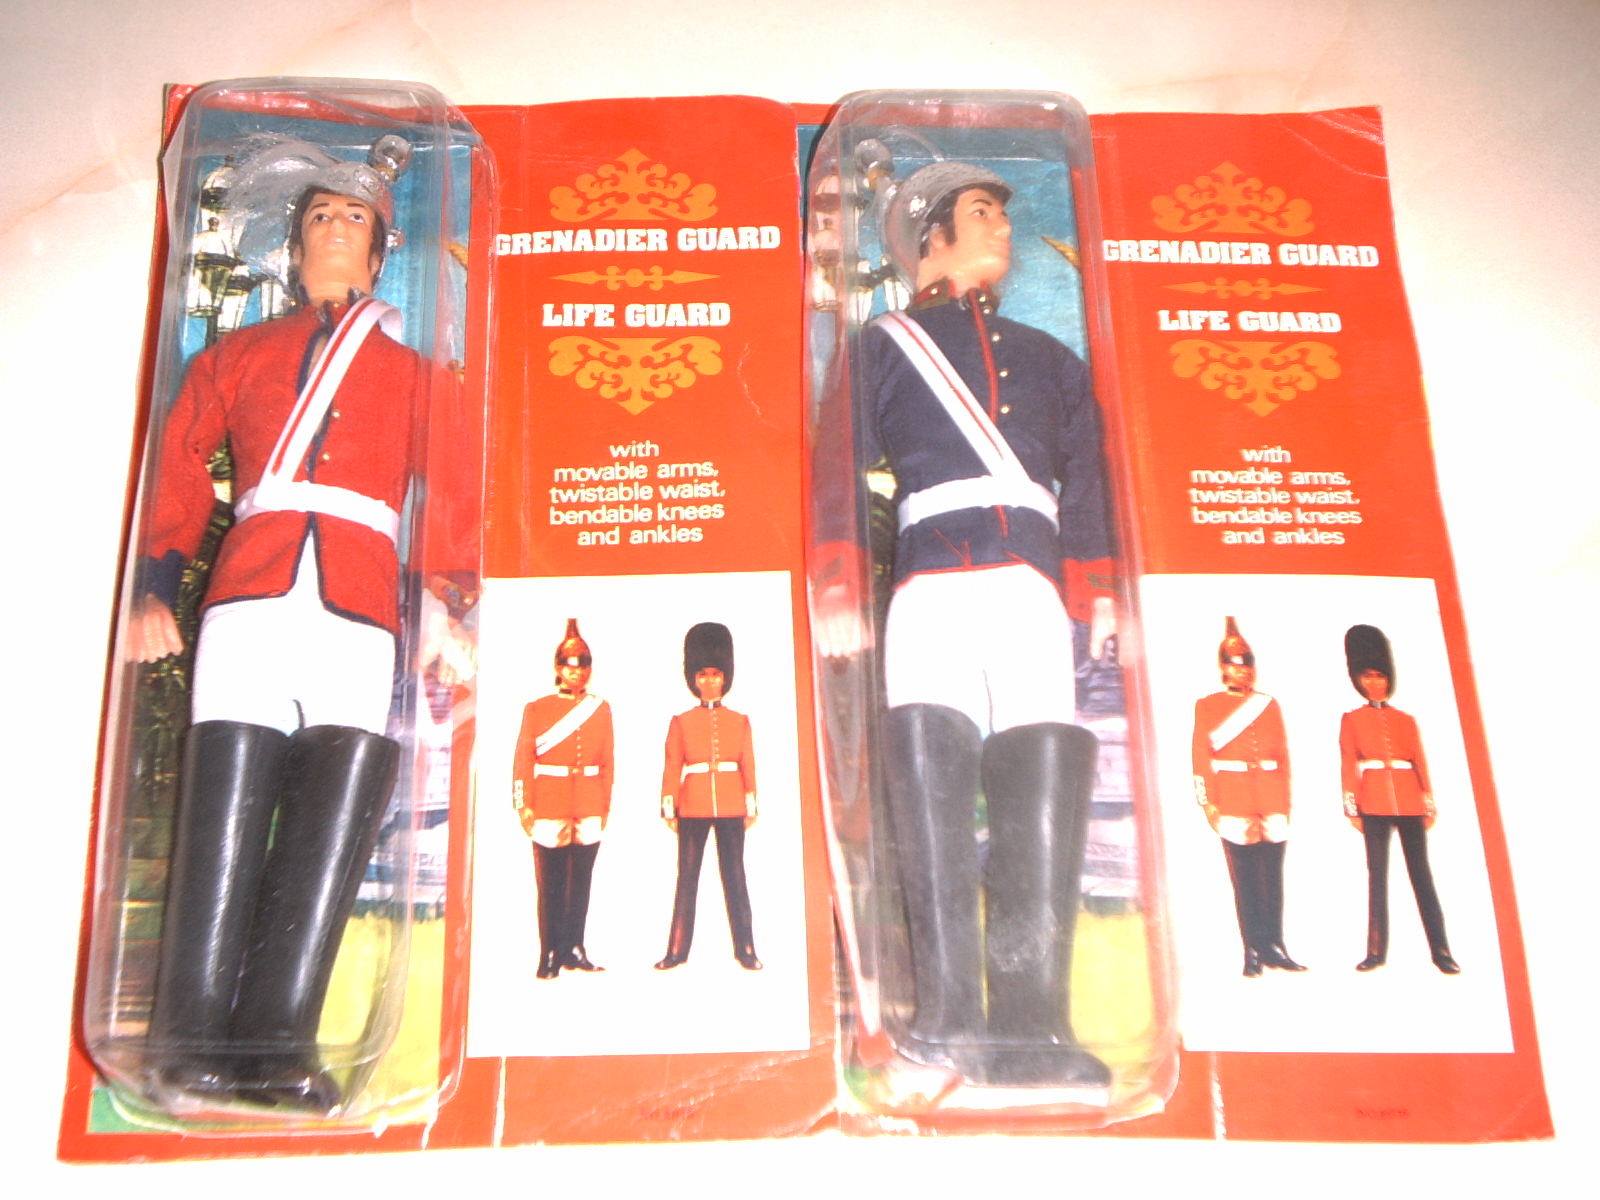 GRENADIER GUARD
LIFE GUARD
with
movable arms,
twistable waist,
bendable knees
and ankles
GRENADIER GUARD
LIFE GUARD
with
movable arms,
twistable waist,
bendable knees
and ankles